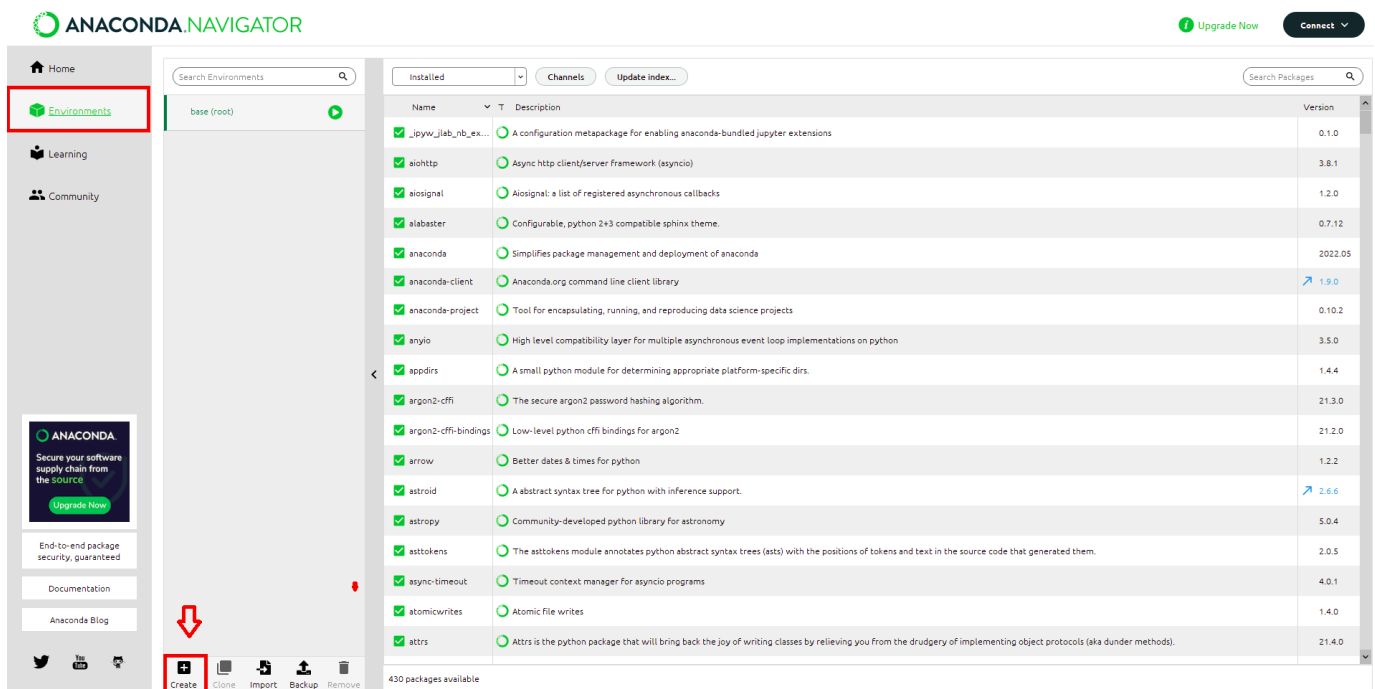 ANACONDA.NAVIGATOR
i Upgrade Now
Connect
Home
Environments
Learning
Community
ANACONDA.
Secure your software
supply chain from
the source
Upgrade Now
End-to-end package
security, guaranteed
Documentation
Anaconda Blog
You
Tube
Search Environments
base (root)
Create Clone Import Backup Remove
Installed Channels Update index... Search Packages
Name T Description Version
_ipyw_jlab_nb_ex... A configuration metapackage for enabling anaconda-bundled jupyter extensions 0.1.0
aiohttp Async http client/server framework (asyncio) 3.8.1
aiosignal Aiosignal: a list of registered asynchronous callbacks 1.2.0
alabaster Configurable, python 2+3 compatible sphinx theme. 0.7.12
anaconda Simplifies package management and deployment of anaconda 2022.05
anaconda-client Anaconda.org command line client library 1.9.0
anaconda-project Tool for encapsulating, running, and reproducing data science projects 0.10.2
anyio High level compatibility layer for multiple asynchronous event loop implementations on python 3.5.0
appdirs A small python module for determining appropriate platform-specific dirs. 1.4.4
argon2-cffi The secure argon2 password hashing algorithm. 21.3.0
argon2-cffi-bindings Low-level python cffi bindings for argon2 21.2.0
arrow Better dates & times for python 1.2.2
astroid A abstract syntax tree for python with inference support. 2.6.6
astropy Community-developed python library for astronomy 5.0.4
asttokens The asttokens module annotates python abstract syntax trees (asts) with the positions of tokens and text in the source code that generated them. 2.0.5
async-timeout Timeout context manager for asyncio programs 4.0.1
atomicwrites Atomic file writes 1.4.0
attrs Attrs is the python package that will bring back the joy of writing classes by relieving you from the drudgery of implementing object protocols (aka dunder methods). 21.4.0
430 packages available